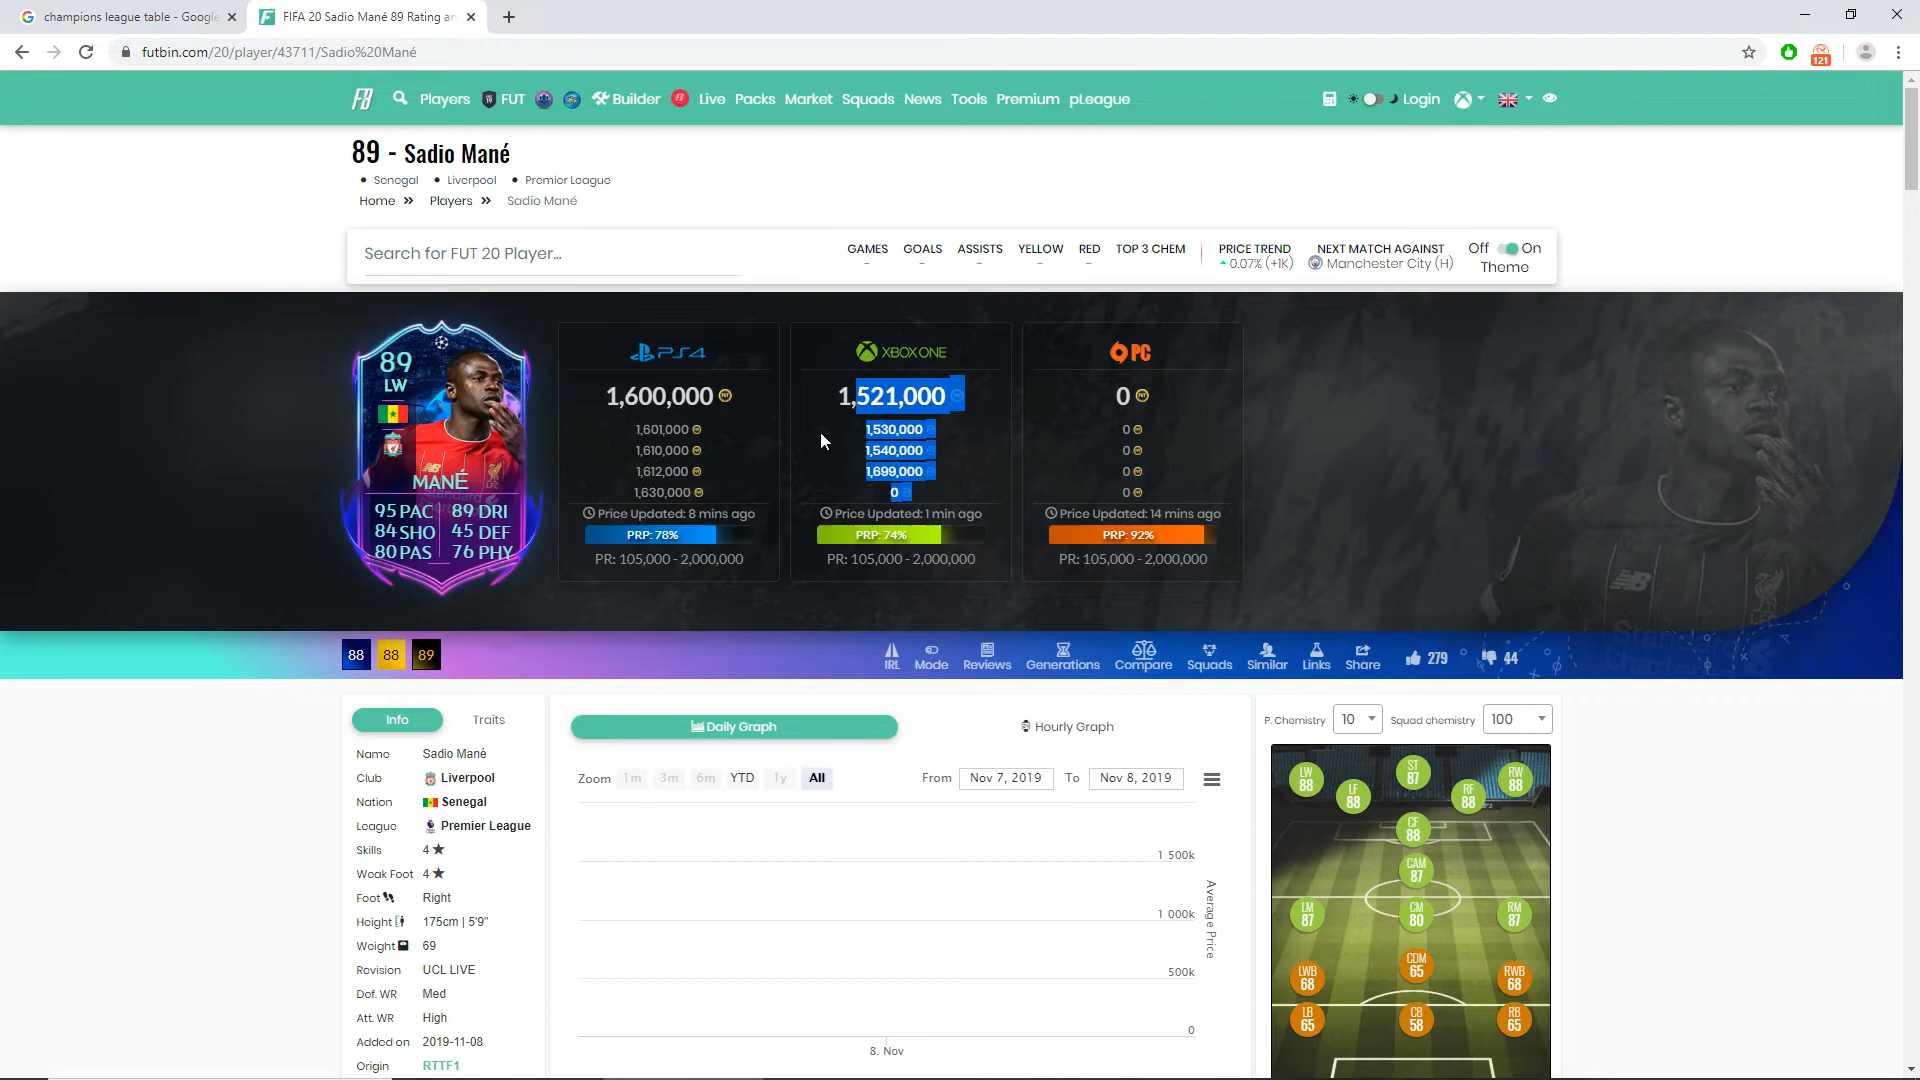 champions league table - Google
FIFA 20 Sadio Mané 89 Rating an
futbin.com/20/player/43711/Sadio%20Mané
121
Players FUT Builder Live Packs Market Squads News Tools Premium pLeague Login
89 - Sadio Mané
Senegal Liverpool Premier League
Home » Players » Sadio Mané
Search for FUT 20 Player...
GAMES GOALS ASSISTS YELLOW RED TOP 3 CHEM
- - - - -
PRICE TREND
0.07% (+1K)
NEXT MATCH AGAINST
Manchester City (H)
Off On
Theme
89
LW
MANÉ
95 PAC 89 DRI
84 SHO 45 DEF
80 PAS 76 PHY
PS4
1,600,000
1,601,000
1,610,000
1,612,000
1,630,000
Price Updated: 8 mins ago
PRP: 78%
PR: 105,000 - 2,000,000
XBOX ONE
1,521,000
1,530,000
1,540,000
1,699,000
0
Price Updated: 1 min ago
PRP: 74%
PR: 105,000 - 2,000,000
PC
0
0
0
0
0
Price Updated: 14 mins ago
PRP: 92%
PR: 105,000 - 2,000,000
88 88 89
IRL Mode Reviews Generations Compare Squads Similar Links Share 279 44
Info Traits
Name Sadio Mané
Club Liverpool
Nation Senegal
League Premier League
Skills 4
Weak Foot 4
Foot Right
Height 175cm | 5'9"
Weight 69
Revision UCL LIVE
Def. WR Med
Att. WR High
Added on 2019-11-08
Origin RTTF1
Daily Graph Hourly Graph
Zoom 1m 3m 6m YTD 1y All
From Nov 7, 2019 To Nov 8, 2019
1 500k
1 000k
500k
0
Average Price
8. Nov
P. Chemistry 10 Squad chemistry 100
LW
88
LF
88
ST
87
RF
88
RW
88
CF
88
CAM
87
LM
87
CM
80
RM
87
CDM
65
LWB
68
RWB
68
LB
65
CB
58
RB
65